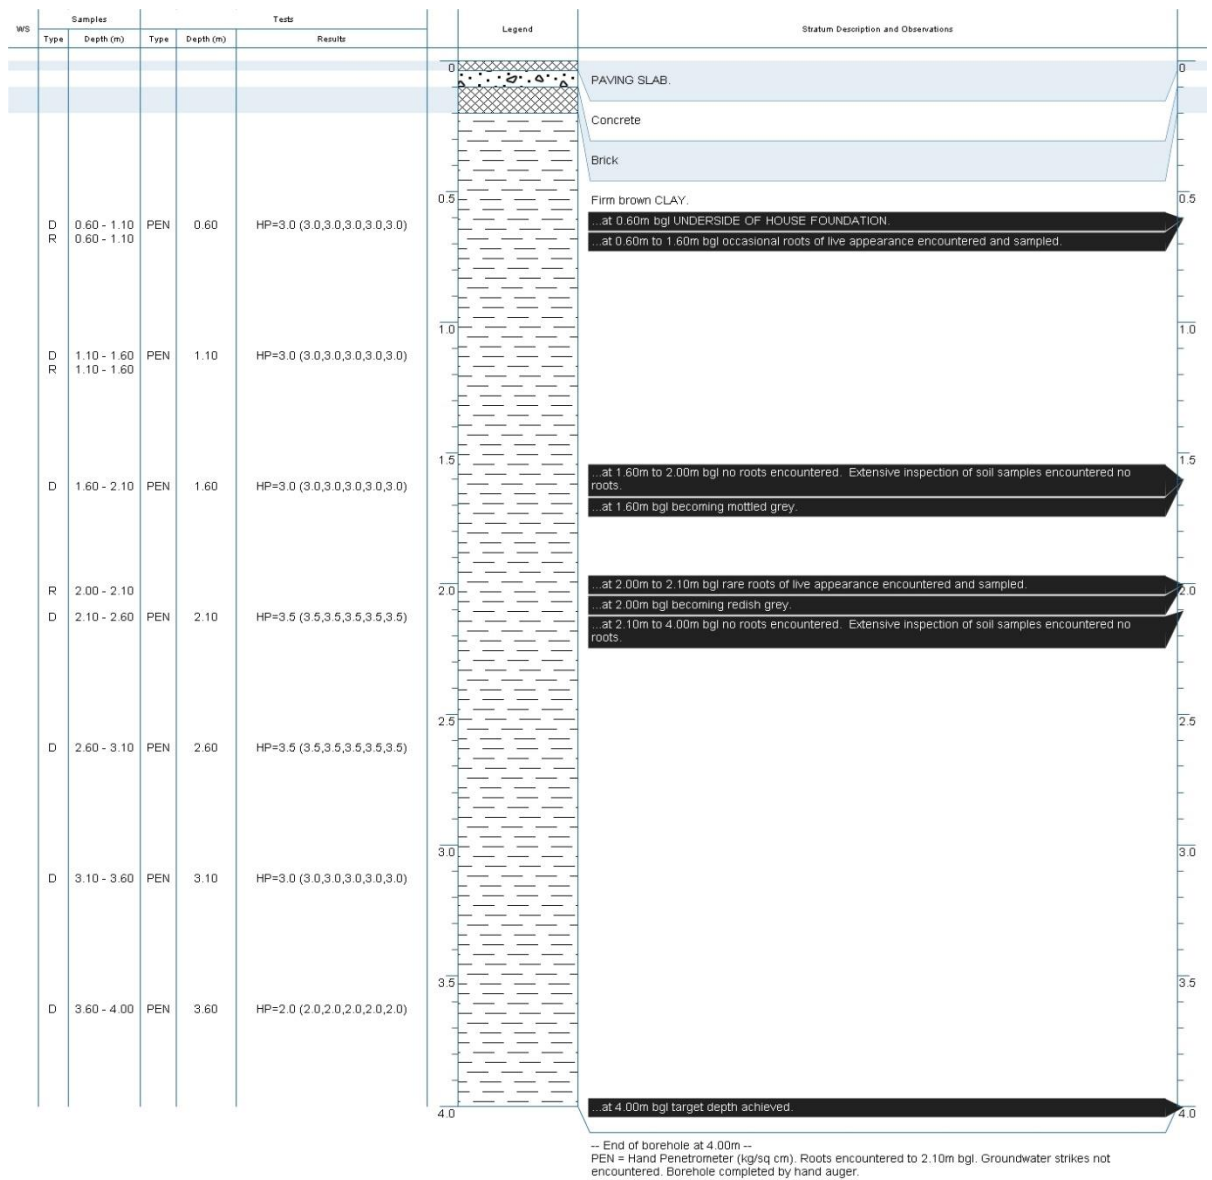 Samples Tests
WS Legend Stratum Description and Observations
Type Depth (m) Type Depth (m) Results
0 0
PAVING SLAB.
Concrete
Brick
0.5 Firm brown CLAY. 0.5
D 0.60 - 1.10 PEN 0.60 HP=3.0 (3.0,3.0,3.0,3.0,3.0) ...at 0.60m bgl UNDERSIDE OF HOUSE FOUNDATION.
R 0.60 - 1.10 ...at 0.60m to 1.60m bgl occasional roots of live appearance encountered and sampled.
1.0 1.0
D 1.10 - 1.60 PEN 1.10 HP=3.0 (3.0,3.0,3.0,3.0,3.0)
R 1.10 - 1.60
1.5 1.5
...at 1.60m to 2.00m bgl no roots encountered. Extensive inspection of soil samples encountered no
D 1.60 - 2.10 PEN 1.60 HP=3.0 (3.0,3.0,3.0,3.0,3.0) roots.
...at 1.60m bgl becoming mottled grey.
...at 2.00m to 2.10m bgl rare roots of live appearance encountered and sampled.
R 2.00 - 2.10 2.0 2.0
...at 2.00m bgl becoming redish grey.
D 2.10 - 2.60 PEN 2.10 HP=3.5 (3.5,3.5,3.5,3.5,3.5) ...at 2.10m to 4.00m bgl no roots encountered. Extensive inspection of soil samples encountered no
roots.
2.5 2.5
D 2.60 - 3.10 PEN 2.60 HP=3.5 (3.5,3.5,3.5,3.5,3.5)
3.0 3.0
D 3.10 - 3.60 PEN 3.10 HP=3.0 (3.0,3.0,3.0,3.0,3.0)
3.5 3.5
D 3.60 - 4.00 PEN 3.60 HP=2.0 (2.0,2.0,2.0,2.0,2.0)
4.0 ...at 4.00m bgl target depth achieved. 4.0
-- End of borehole at 4.00m --
PEN = Hand Penetrometer (kg/sq cm). Roots encountered to 2.10m bgl. Groundwater strikes not
encountered. Borehole completed by hand auger.